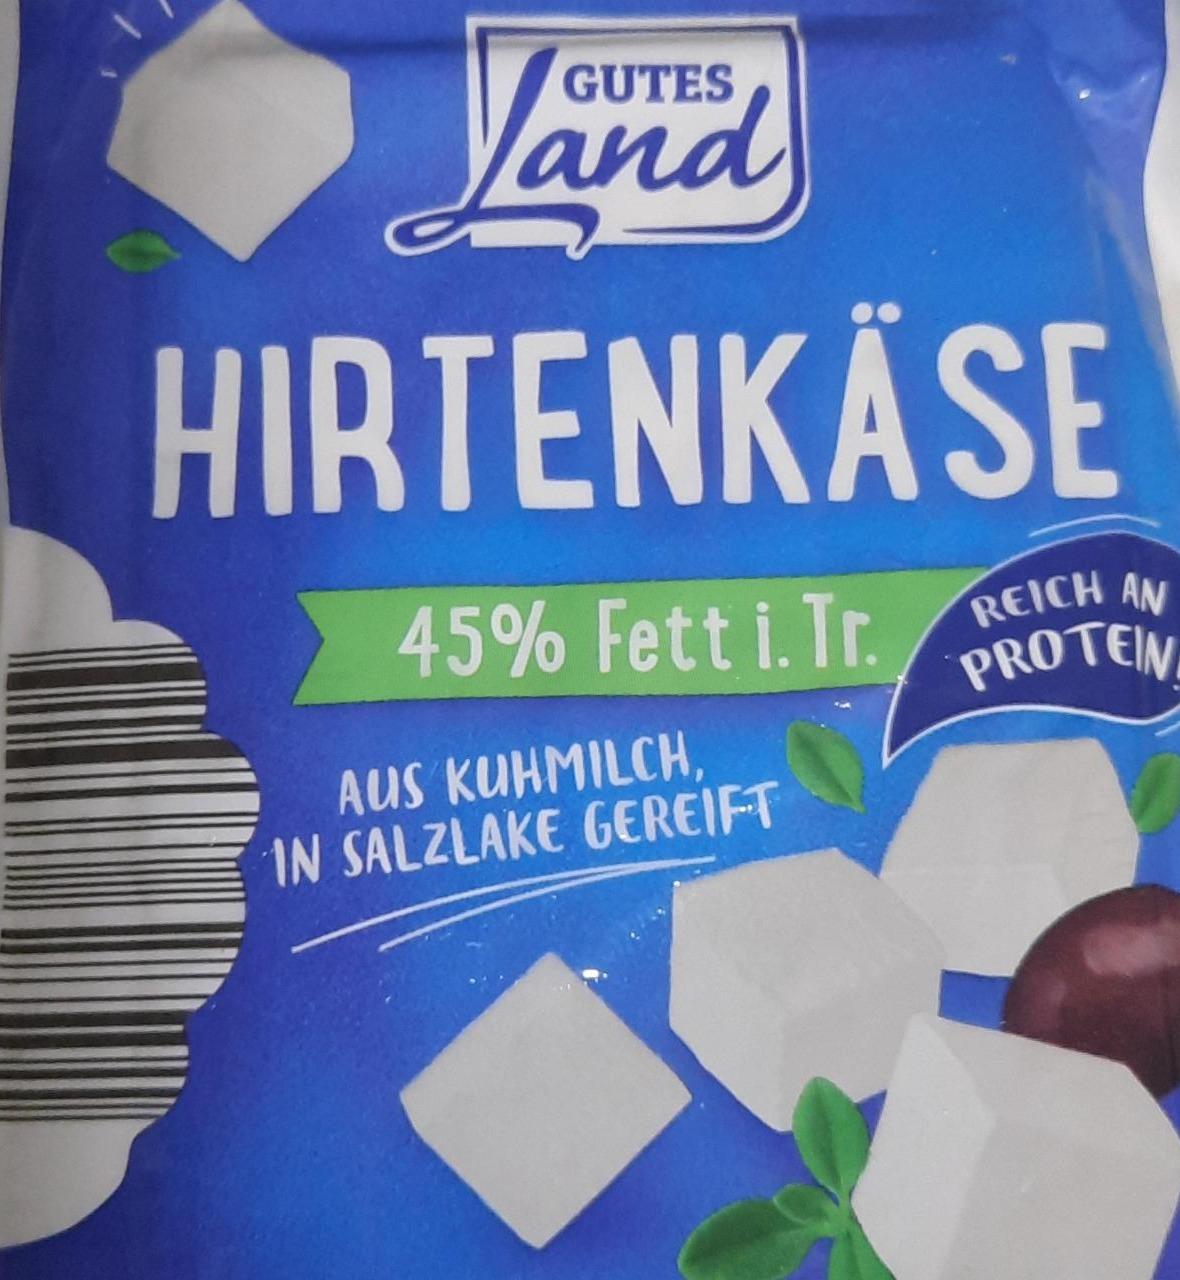 GUTES
Land
HIRTENKÄSE
45% Fett i. Tr.
REICH AN
PROTEIN!
AUS KUHMILCH,
IN SALZLAKE GEREIFT